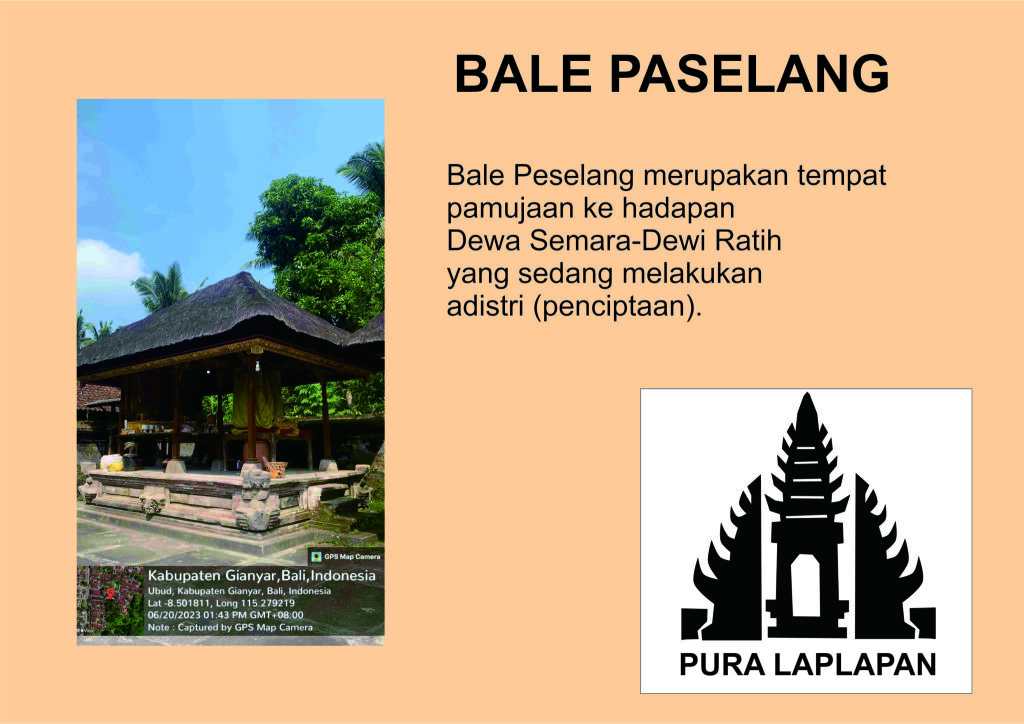 BALE PASELANG
Bale Peselang merupakan tempat
pamujaan ke hadapan
Dewa Semara-Dewi Ratih
yang sedang melakukan
adistri (penciptaan).
GPS Map Camera
Kabupaten Gianyar,Bali,Indonesia
Ubud, Kabupaten Gianyar, Bali, Indonesia
Lat -8.501811, Long 115.279219
06/20/2023 01:43 PM GMT+08:00
Note : Captured by GPS Map Camera
PURA LAPLAPAN